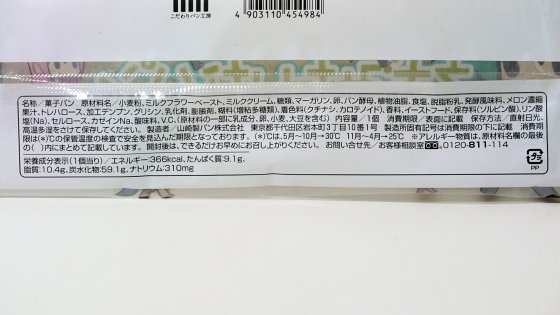 こだわりパン工房
4 903110 454984
名称／菓子パン 原材料名／小麦粉、ミルクフラワーペースト、ミルククリーム、糖類、マーガリン、卵、パン酵母、植物油脂、食塩、脱脂粉乳、発酵風味料、メロン濃縮
果汁、トレハロース、加工デンプン、グリシン、乳化剤、膨脹剤、糊料（増粘多糖類）、着色料（クチナシ、カロテノイド）、香料、イーストフード、保存料（ソルビン酸）、リン酸
塩（Na）、セルロース、カゼインNa、酸味料、V.C、（原材料の一部に乳成分、卵、小麦、大豆を含む） 内容量／1個 消費期限／表面に記載 保存方法／直射日光、
高温多湿をさけて保存してください。 製造者／山崎製パン株式会社 東京都千代田区岩本町3丁目10番1号 製造所固有記号は消費期限の下に記載 消費期
限は（＊）℃の保管温度の検査で安全を見込んだ期限となっております。（＊）℃は、5月〜10月→30℃ 11月〜4月→25℃ ※アレルギー物質は、原材料名欄の最後
の（ ）内にまとめて記載しています。 開封後は、できるだけお早めにお召し上がりください。 お問い合せ先／お客様相談室 0120-811-114
栄養成分表示（1個当り）／エネルギー:366kcal、たんぱく質:9.1g、
脂質:10.4g、炭水化物:59.1g、ナトリウム:310mg
プラ
PP